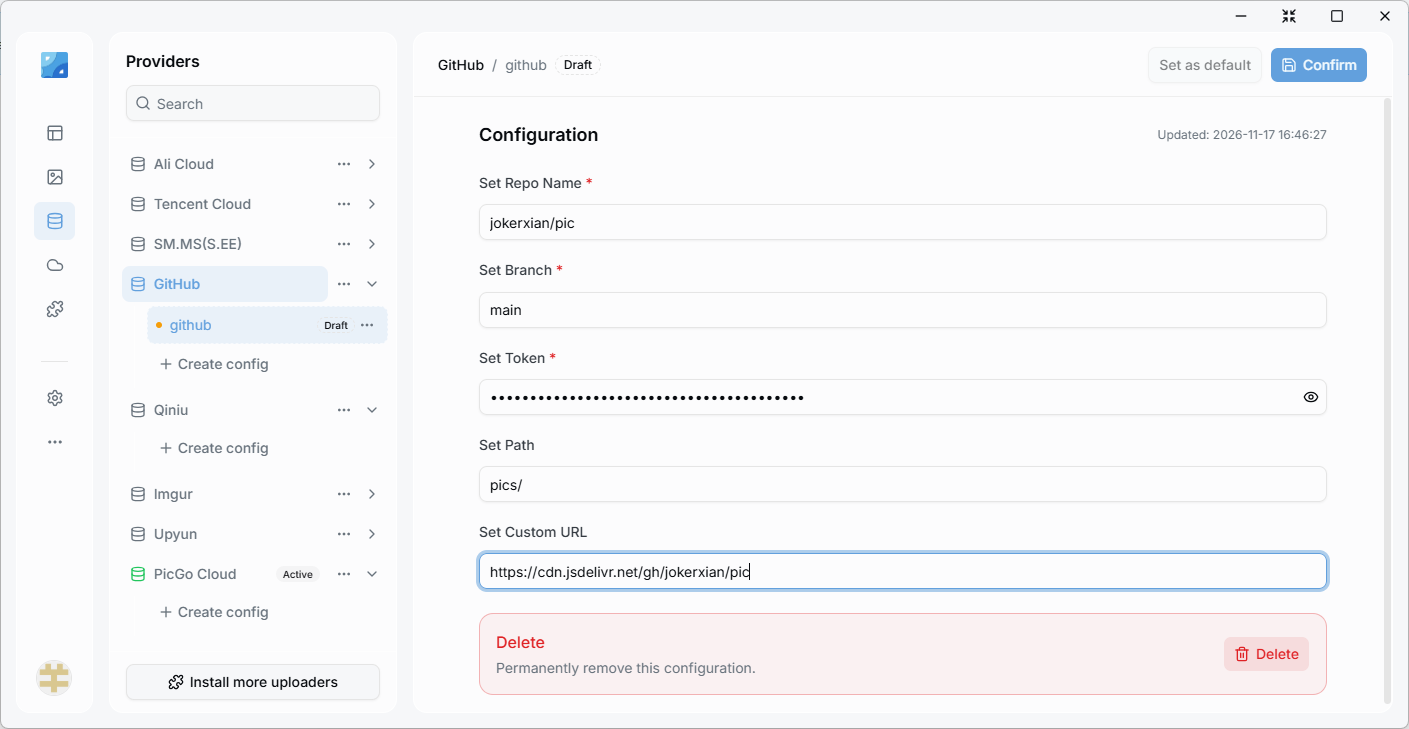 Providers
Search
Ali Cloud
Tencent Cloud
SM.MS(S.EE)
GitHub
github Draft
Create config
Qiniu
Create config
Imgur
Upyun
PicGo Cloud Active
Create config
Install more uploaders
GitHub / github Draft
Set as default
Confirm
Configuration
Updated: 2026-11-17 16:46:27
Set Repo Name *
jokerxian/pic
Set Branch *
main
Set Token *
••••••••••••••••••••••••••••••••••••••••
Set Path
pics/
Set Custom URL
https://cdn.jsdelivr.net/gh/jokerxian/pic
Delete
Permanently remove this configuration.
Delete